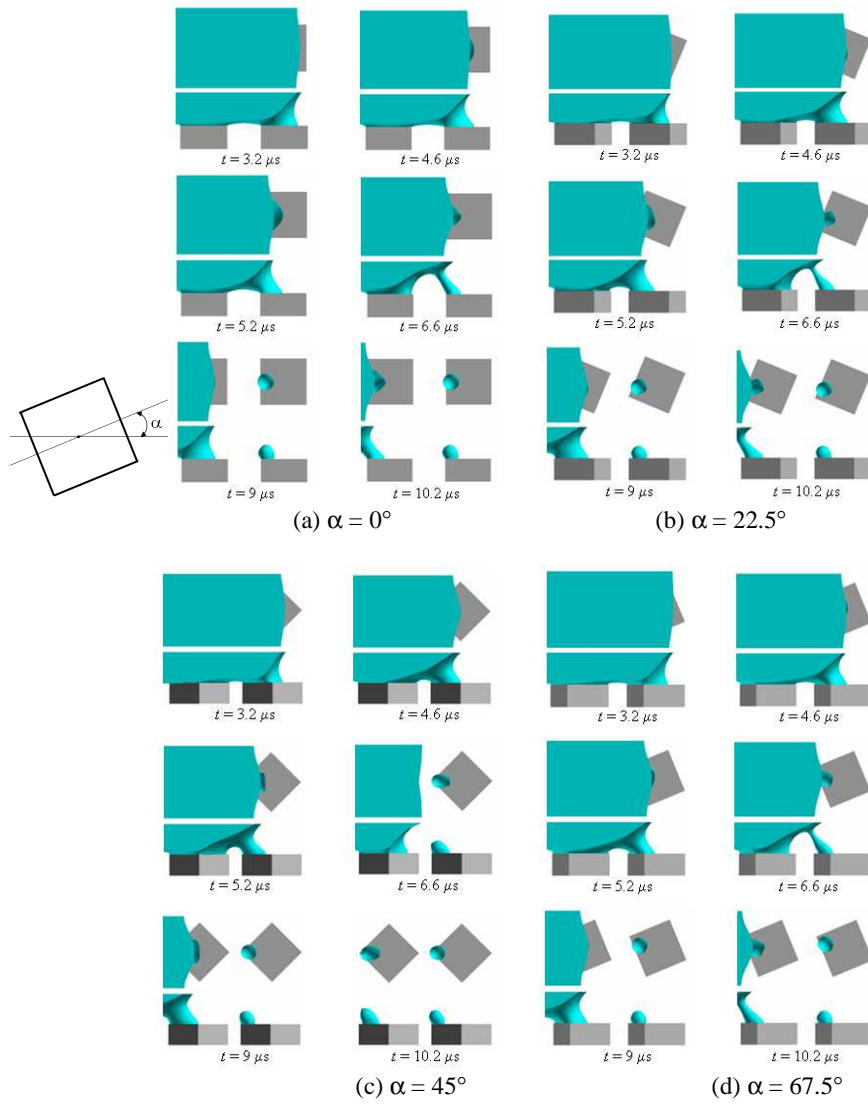 t = 3.2 μs
t = 4.6 μs
t = 3.2 μs
t = 4.6 μs
t = 5.2 μs
t = 6.6 μs
t = 5.2 μs
t = 6.6 μs
α
t = 9 μs
t = 10.2 μs
t = 9 μs
t = 10.2 μs
(a) α = 0°
(b) α = 22.5°
t = 3.2 μs
t = 4.6 μs
t = 3.2 μs
t = 4.6 μs
t = 5.2 μs
t = 6.6 μs
t = 5.2 μs
t = 6.6 μs
t = 9 μs
t = 10.2 μs
t = 9 μs
t = 10.2 μs
(c) α = 45°
(d) α = 67.5°